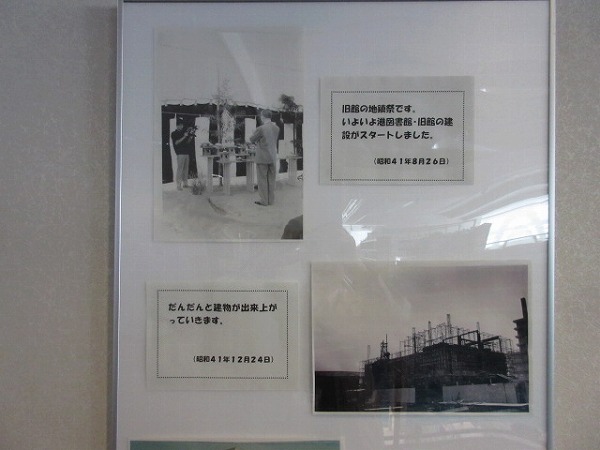 旧館の地鎮祭です。
いよいよ港図書館・旧館の建
設がスタートしました。
（昭和４１年８月２６日）
だんだんと建物が出来上が
っていきます。
（昭和４１年１２月２４日）